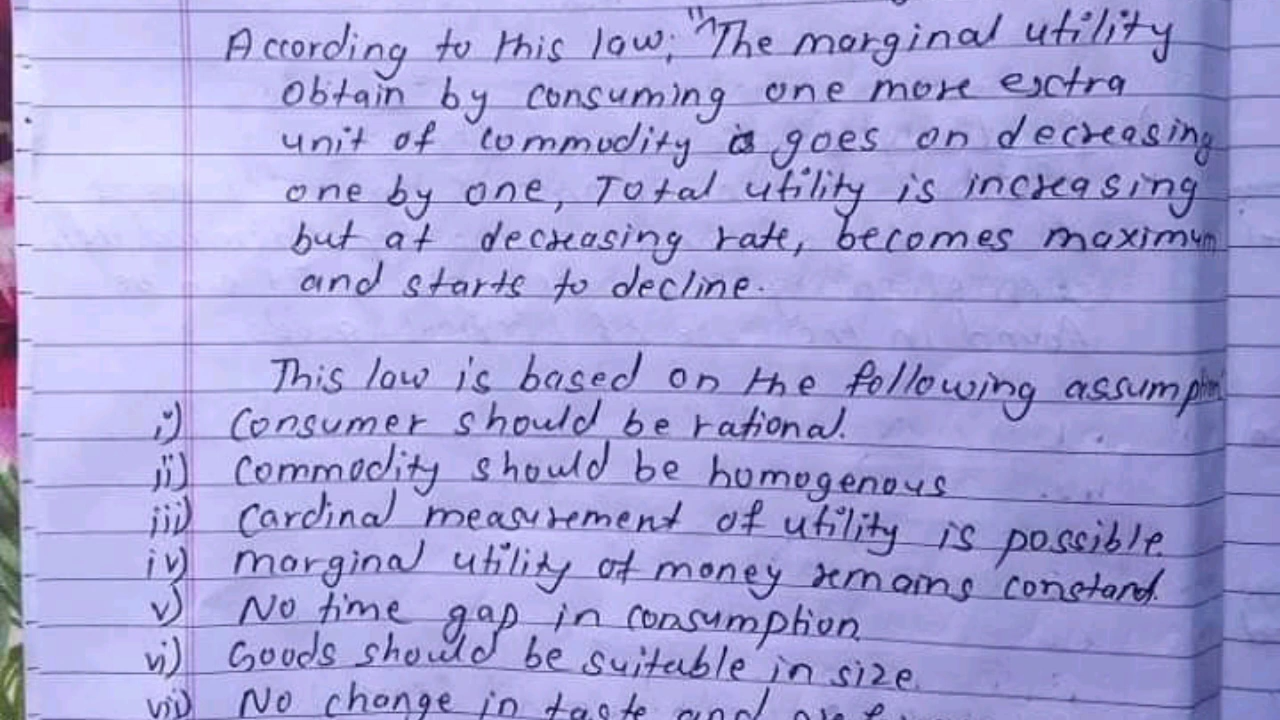 According to this law; "The marginal utility
Obtain by consuming one more extra
unit of commodity is goes on decreasing
one by one, Total utility is increasing
but at decreasing rate, becomes maximum
and starts to decline.
This law is based on the following assumption
i) Consumer should be rational.
ii) Commodity should be homogenous
iii) Cardinal measurement of utility is possible.
iv) Marginal utility of money remains constand.
v) No time gap in consumption.
vi) Goods should be suitable in size.
vii) No change in taste and